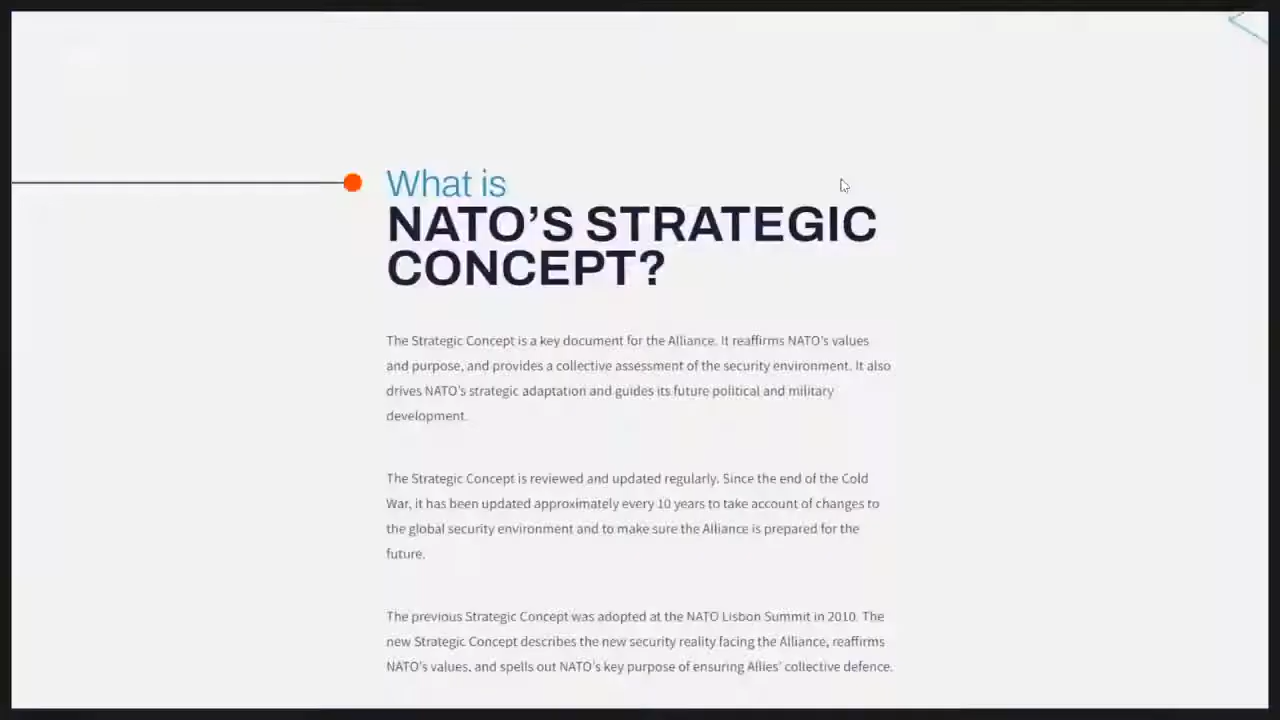 What is
NATO’S STRATEGIC
CONCEPT?
The Strategic Concept is a key document for the Alliance. It reaffirms NATO’s values
and purpose, and provides a collective assessment of the security environment. It also
drives NATO’s strategic adaptation and guides its future political and military
development.
The Strategic Concept is reviewed and updated regularly. Since the end of the Cold
War, it has been updated approximately every 10 years to take account of changes to
the global security environment and to make sure the Alliance is prepared for the
future.
The previous Strategic Concept was adopted at the NATO Lisbon Summit in 2010. The
new Strategic Concept describes the new security reality facing the Alliance, reaffirms
NATO’s values, and spells out NATO’s key purpose of ensuring Allies’ collective defence.